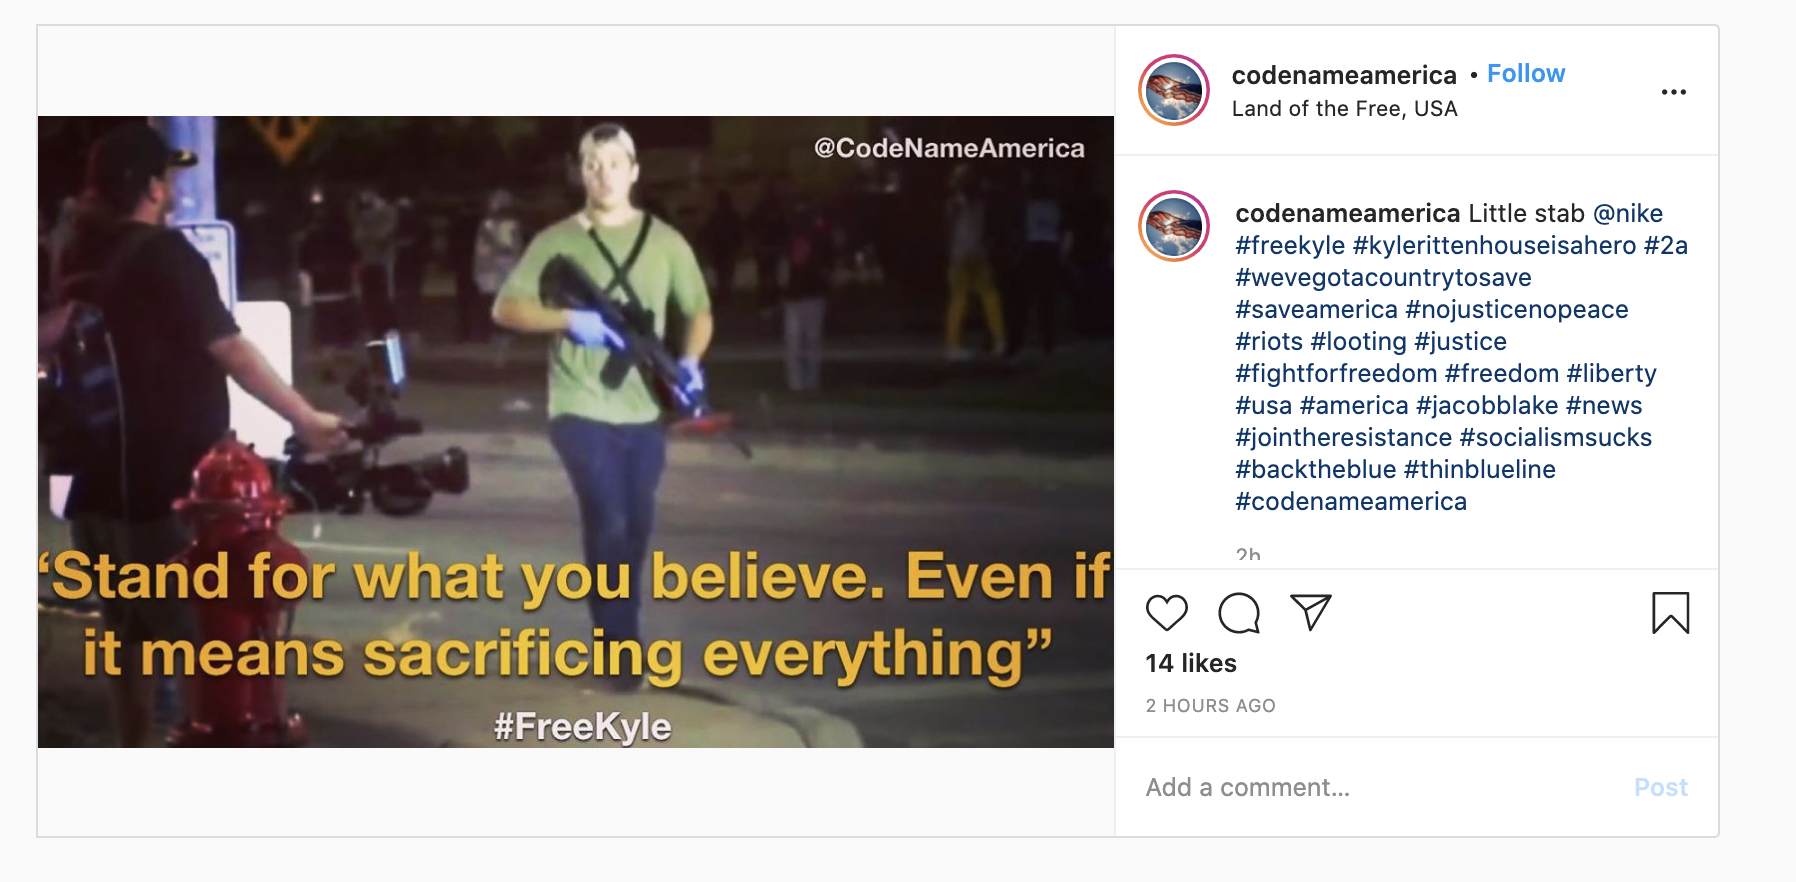 @CodeNameAmerica
“Stand for what you believe. Even if
it means sacrificing everything”
#FreeKyle
codenameamerica • Follow
Land of the Free, USA
codenameamerica Little stab @nike
#freekyle #kylerittenhouseisahero #2a
#wevegotacountrytosave
#saveamerica #nojusticenopeace
#riots #looting #justice
#fightforfreedom #freedom #liberty
#usa #america #jacobblake #news
#jointheresistance #socialismsucks
#backtheblue #thinblueline
#codenameamerica
2h
14 likes
2 HOURS AGO
Add a comment...
Post